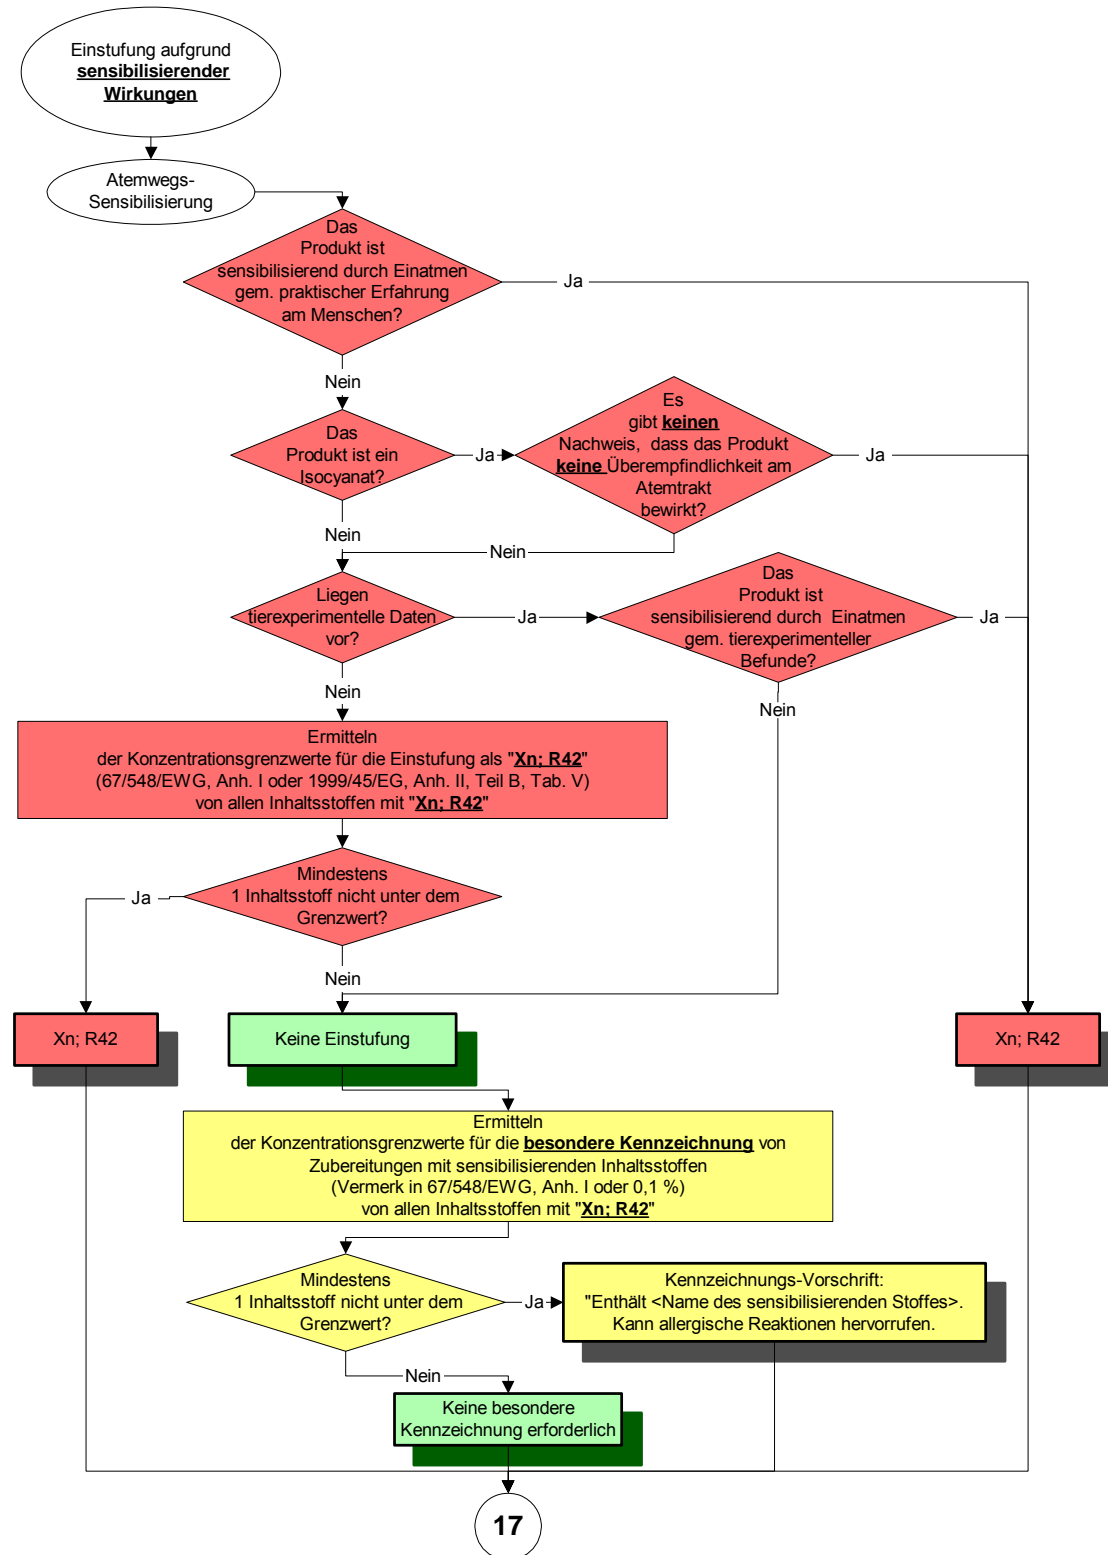 Einstufung aufgrund
sensibilisierender
Wirkungen
Atemwegs-
Sensibilisierung
Das
Produkt ist
sensibilisierend durch Einatmen
gem. praktischer Erfahrung
am Menschen?
Ja
Nein
Das
Produkt ist ein
Isocyanat?
Ja
Es
gibt keinen
Nachweis, dass das Produkt
keine Überempfindlichkeit am
Atemtrakt
bewirkt?
Ja
Nein
Nein
Liegen
tierexperimentelle Daten
vor?
Ja
Das
Produkt ist
sensibilisierend durch Einatmen
gem. tierexperimenteller
Befunde?
Ja
Nein
Nein
Ermitteln
der Konzentrationsgrenzwerte für die Einstufung als "Xn; R42"
(67/548/EWG, Anh. I oder 1999/45/EG, Anh. II, Teil B, Tab. V)
von allen Inhaltsstoffen mit "Xn; R42"
Mindestens
1 Inhaltsstoff nicht unter dem
Grenzwert?
Ja
Nein
Xn; R42
Keine Einstufung
Xn; R42
Ermitteln
der Konzentrationsgrenzwerte für die besondere Kennzeichnung von
Zubereitungen mit sensibilisierenden Inhaltsstoffen
(Vermerk in 67/548/EWG, Anh. I oder 0,1 %)
von allen Inhaltsstoffen mit "Xn; R42"
Mindestens
1 Inhaltsstoff nicht unter dem
Grenzwert?
Ja
Kennzeichnungs-Vorschrift:
"Enthält <Name des sensibilisierenden Stoffes>.
Kann allergische Reaktionen hervorrufen.
Nein
Keine besondere
Kennzeichnung erforderlich
17